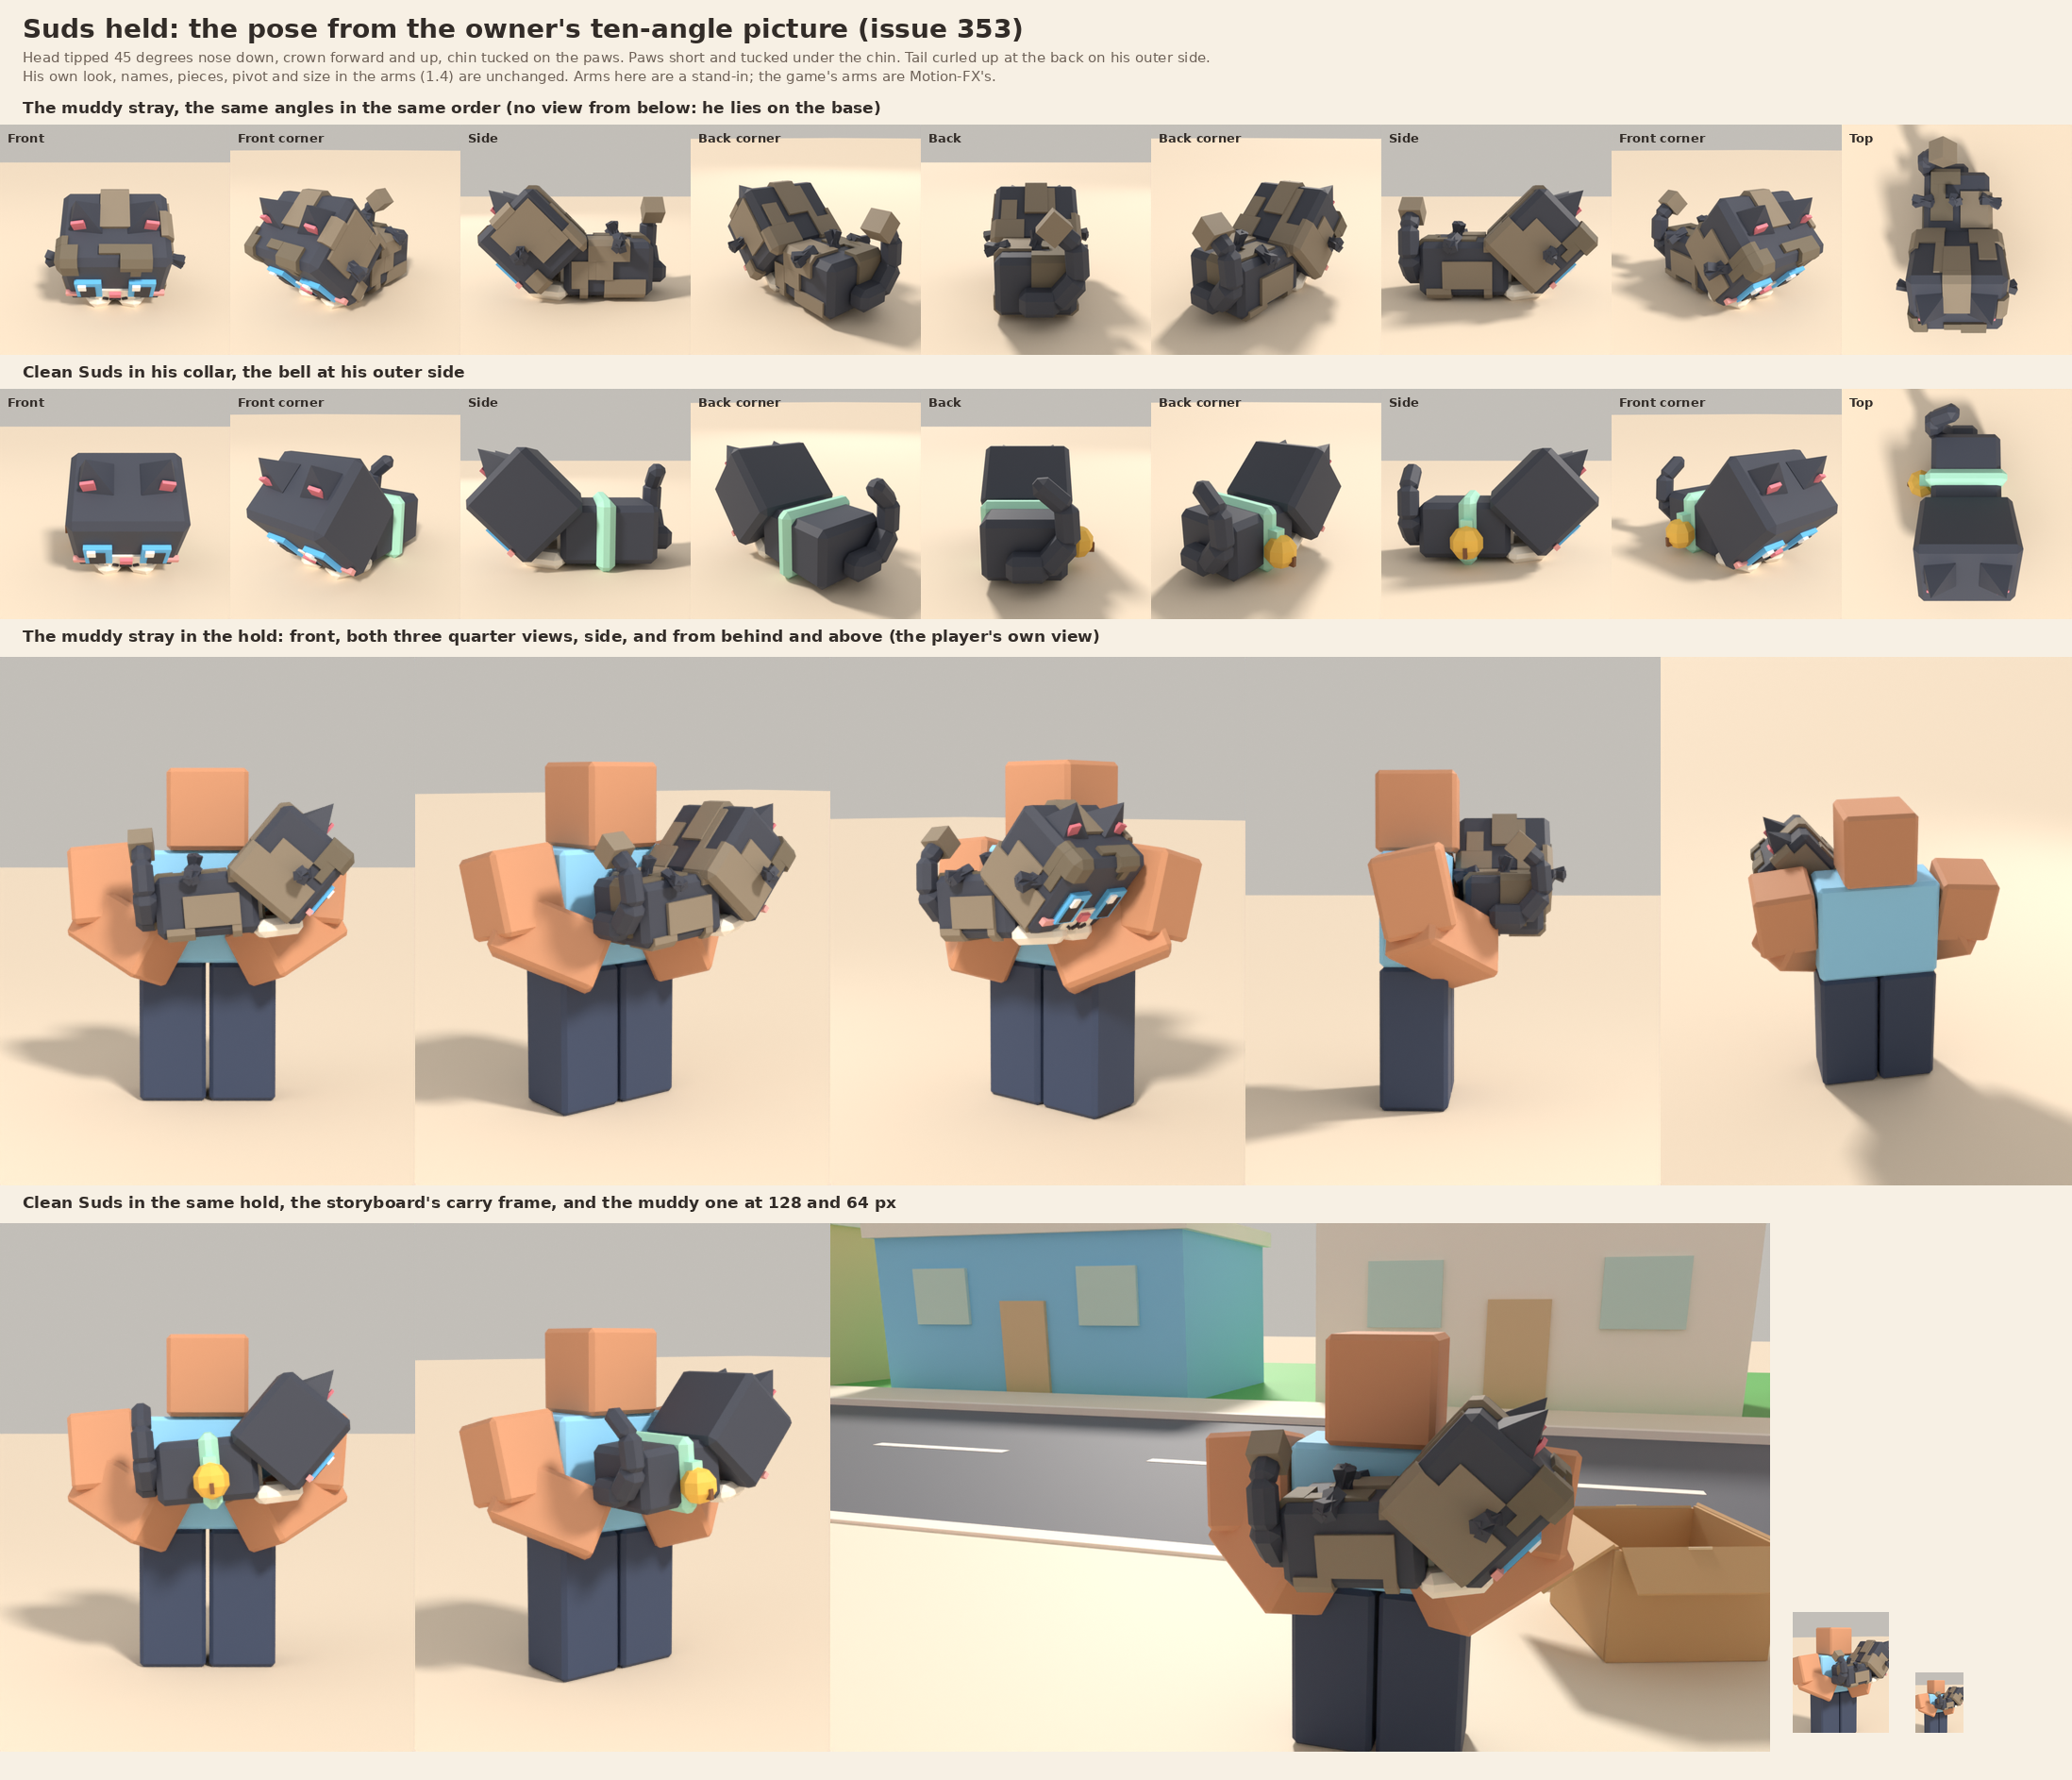 Suds held: the pose from the owner's ten-angle picture (issue 353)
Head tipped 45 degrees nose down, crown forward and up, chin tucked on the paws. Paws short and tucked under the chin. Tail curled up at the back on his outer side.
His own look, names, pieces, pivot and size in the arms (1.4) are unchanged. Arms here are a stand-in; the game's arms are Motion-FX's.
The muddy stray, the same angles in the same order (no view from below: he lies on the base)
Front Front corner Side Back corner Back Back corner Side Front corner Top
Clean Suds in his collar, the bell at his outer side
Front Front corner Side Back corner Back Back corner Side Front corner Top
The muddy stray in the hold: front, both three quarter views, side, and from behind and above (the player's own view)
Clean Suds in the same hold, the storyboard's carry frame, and the muddy one at 128 and 64 px